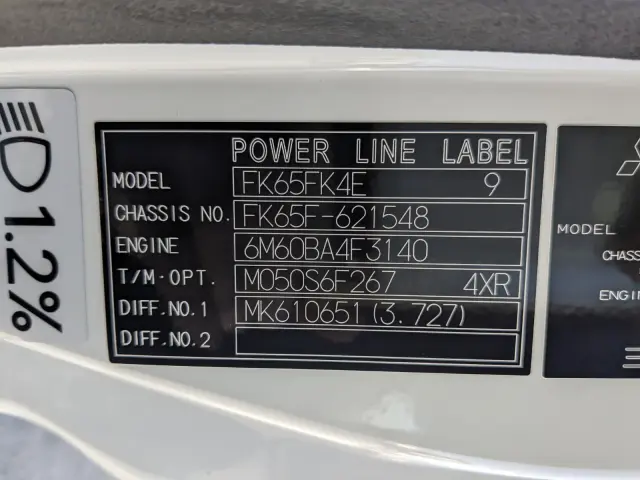 POWER LINE LABEL
MODEL FK65FK4E 9
CHASSIS NO. FK65F-621548
ENGINE 6M60BA4F3140
T/M·OPT. M050S6F267 4XR
DIFF.NO.1 MK610651(3.727)
DIFF.NO.2
1.2%
MODEL
CHASS
ENGIN